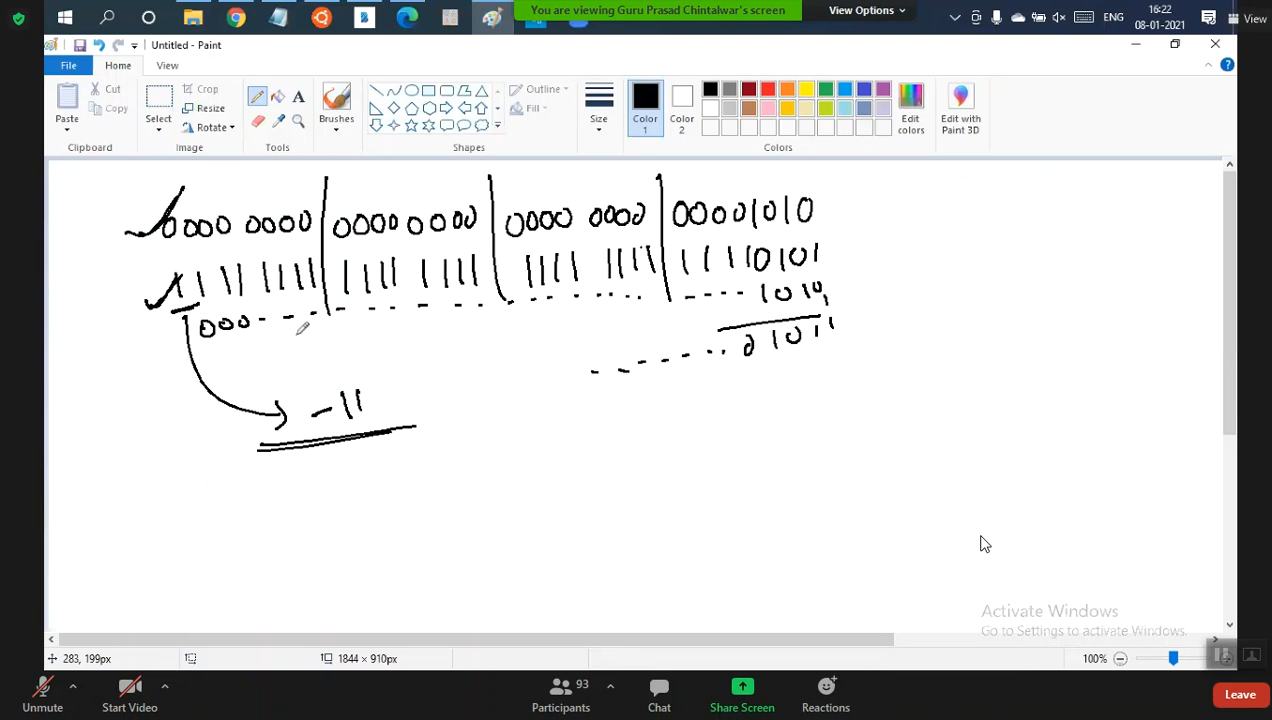 You are viewing Guru Prasad Chintalwar's screen
View Options
ENG
16:22
08-01-2021
View
Untitled - Paint
File
Home
View
Paste
Cut
Copy
Clipboard
Select
Crop
Resize
Rotate
Image
A
Tools
Brushes
Outline
Fill
Shapes
Size
Color 1
Color 2
Edit colors
Colors
Edit with Paint 3D
0000 0000 | 0000 0000 | 0000 0000 | 00001010
1111 1111 | 1111 1111 | 1111 1111 | 11110101
000 - - - - - - - - - - - - - - - - - - - 1010
01011
-11
Activate Windows
Go to Settings to activate Windows.
283, 199px
1844 × 910px
100%
Unmute
Start Video
93
Participants
Chat
Share Screen
Reactions
Leave